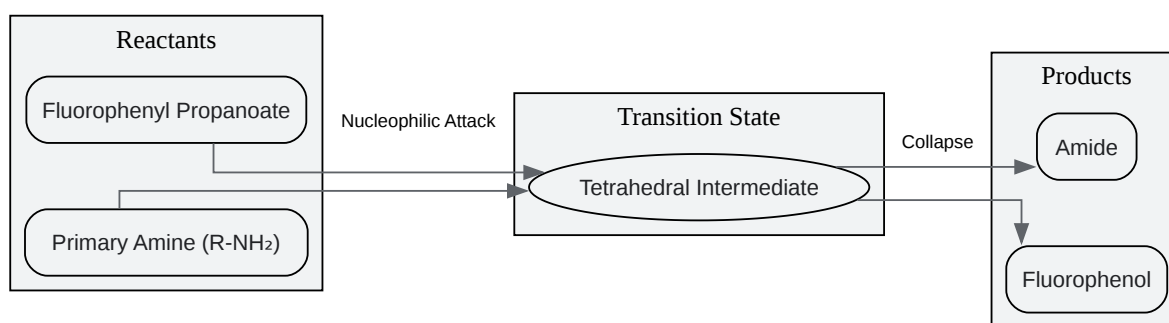 Reactants
Fluorophenyl Propanoate
Primary Amine (R-NH₂)
Nucleophilic Attack
Transition State
Tetrahedral Intermediate
Collapse
Products
Amide
Fluorophenol